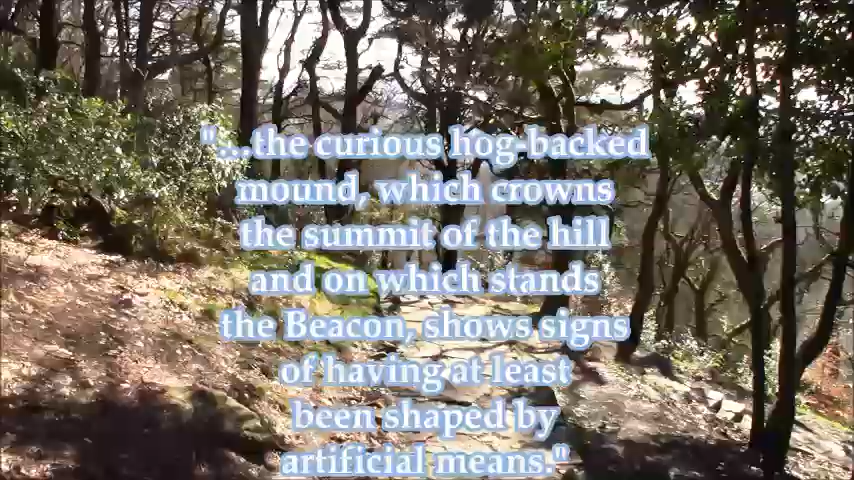 "...the curious hog-backed
mound, which crowns
the summit of the hill
and on which stands
the Beacon, shows signs
of having at least
been shaped by
artificial means."